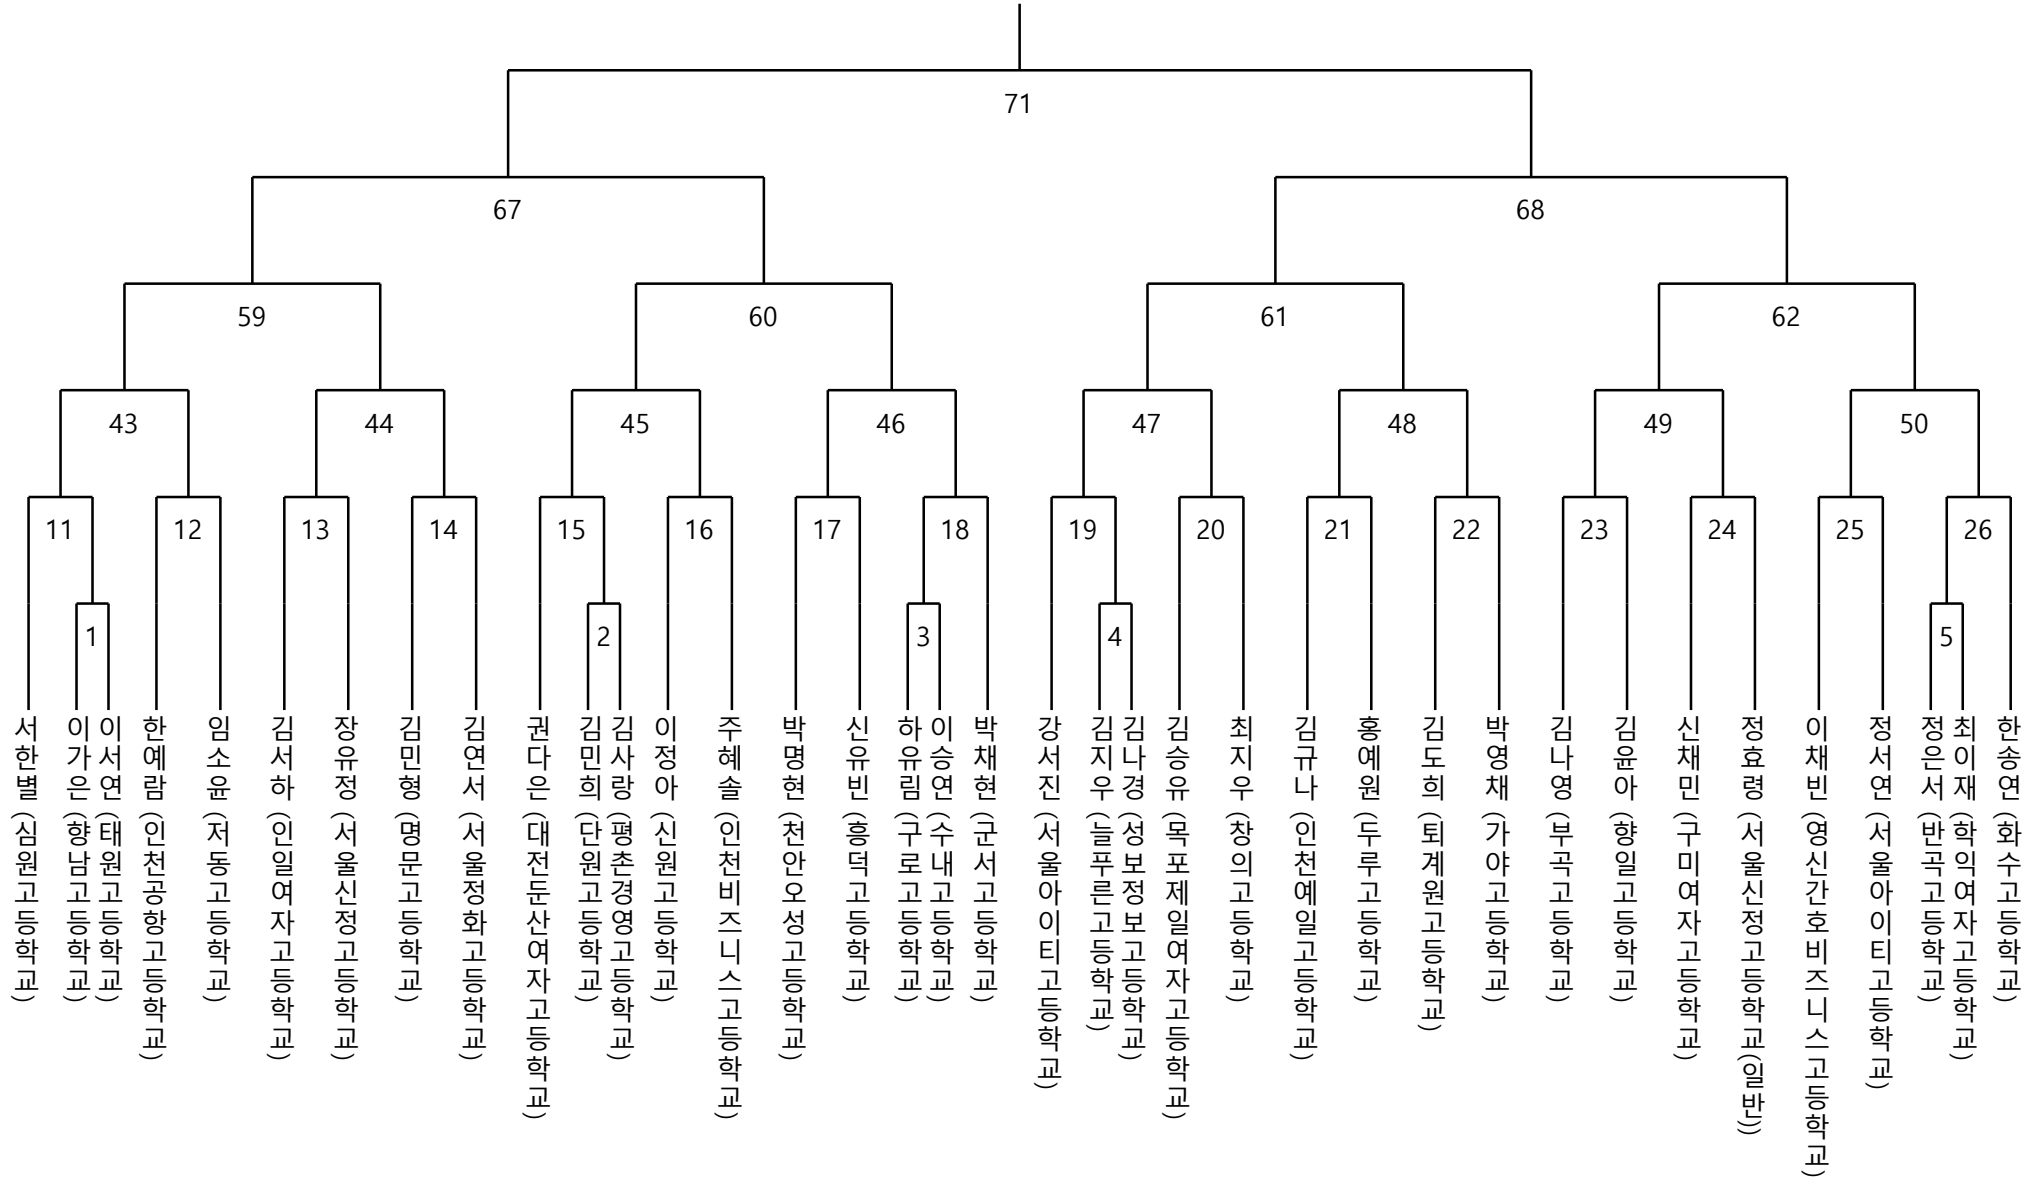 71
67
68
59
60
61
62
43
44
45
46
47
48
49
50
11
12
13
14
15
16
17
18
19
20
21
22
23
24
25
26
1
2
3
4
5
서한별 (심원고등학교)
이가은 (향남고등학교)
이서연 (태원고등학교)
한예람 (인천공항고등학교)
임소윤 (저동고등학교)
김서하 (인일여자고등학교)
장유정 (서울신정고등학교)
김민형 (명문고등학교)
김연서 (서울정화고등학교)
권다은 (대전둔산여자고등학교)
김민희 (단원고등학교)
김사랑 (평촌경영고등학교)
이정아 (신원고등학교)
주혜솔 (인천비즈니스고등학교)
박명현 (천안오성고등학교)
신유빈 (흥덕고등학교)
하유림 (구로고등학교)
이승연 (수내고등학교)
박채현 (군서고등학교)
강서진 (서울아이티고등학교)
김지우 (늘푸른고등학교)
김나경 (성보정보고등학교)
김승유 (목포제일여자고등학교)
최지우 (창의고등학교)
김규나 (인천예일고등학교)
홍예원 (두루고등학교)
김도희 (퇴계원고등학교)
박영채 (가야고등학교)
김나영 (부곡고등학교)
김윤아 (향일고등학교)
신채민 (구미여자고등학교)
정효령 (서울신정고등학교(일반))
이채빈 (영신간호비즈니스고등학교)
정서연 (서울아이티고등학교)
정은서 (반곡고등학교)
최이재 (학익여자고등학교)
한송연 (화수고등학교)